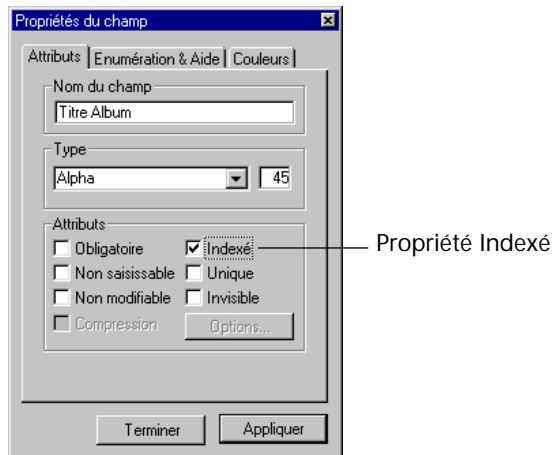 Propriétés du champ
Attributs Enumération & Aide Couleurs
Nom du champ
Titre Album
Type
Alpha 45
Attributs
Obligatoire Indexé
Non saisissable Unique
Non modifiable Invisible
Compression Options...
Terminer Appliquer
Propriété Indexé